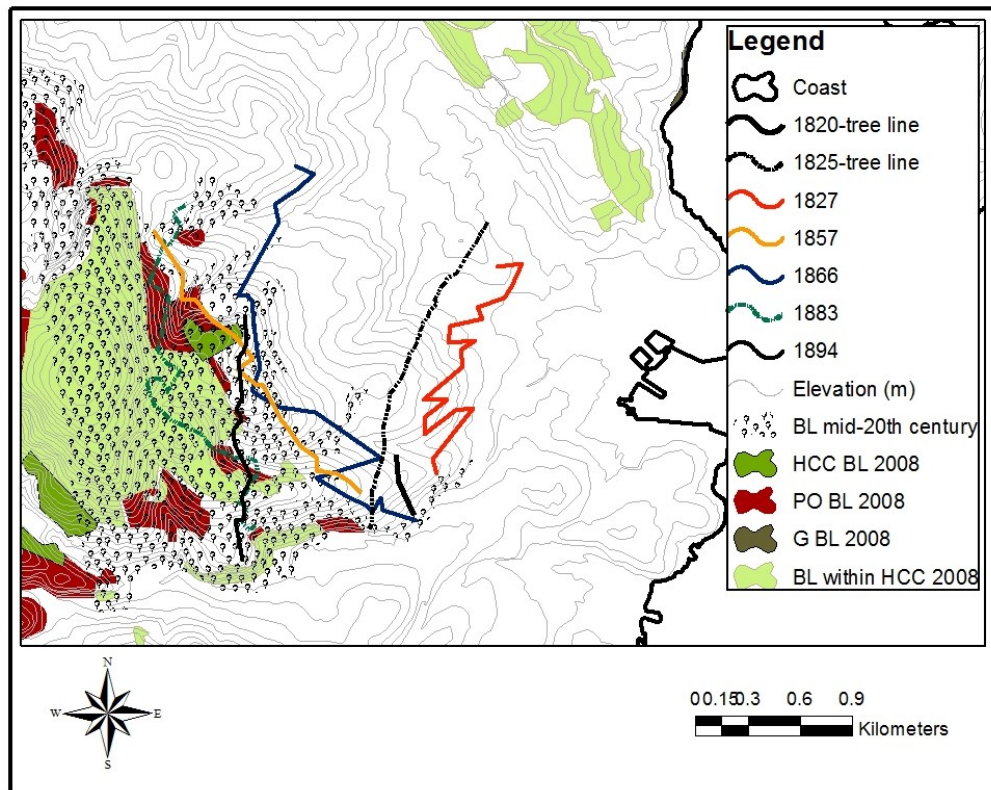 Legend
Coast
1820-tree line
1825-tree line
1827
1857
1866
1883
1894
Elevation (m)
BL mid-20th century
HCC BL 2008
PO BL 2008
G BL 2008
BL within HCC 2008
N
W E
S
00.150.3 0.6 0.9
Kilometers